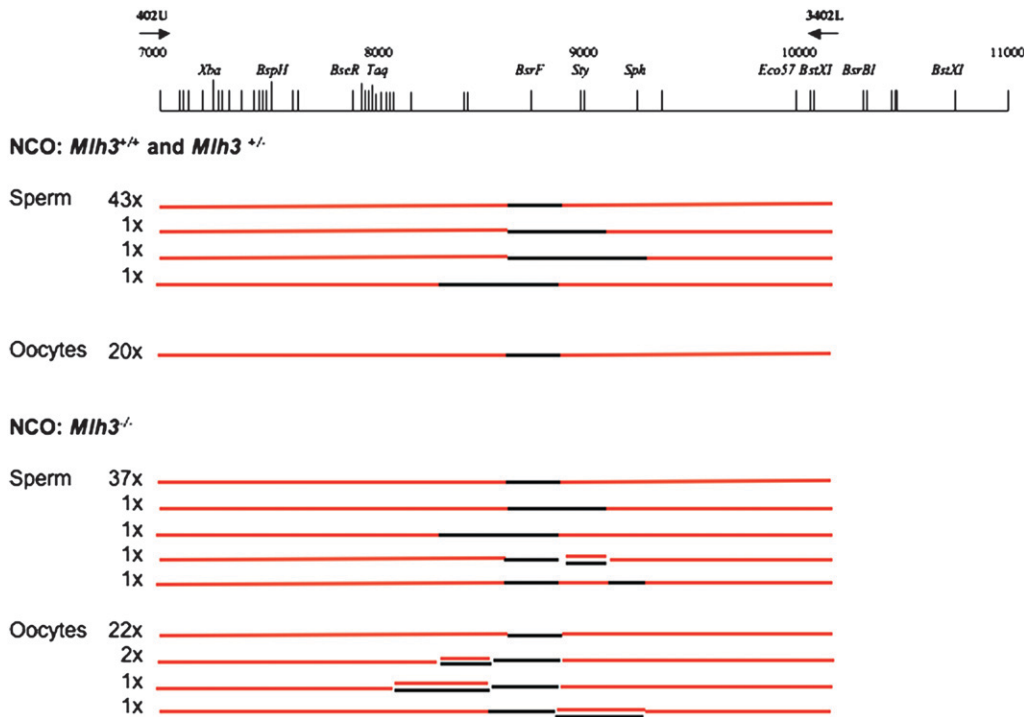 402U 3402L
7000 8000 9000 10000 11000
Xba BspH BseR Taq BsrF Sty Sph Eco57 BstXI BsrBI BstXI
NCO: Mlh3+/+ and Mlh3 +/-
Sperm 43x
1x
1x
1x
Oocytes 20x
NCO: Mlh3-/-
Sperm 37x
1x
1x
1x
1x
Oocytes 22x
2x
1x
1x